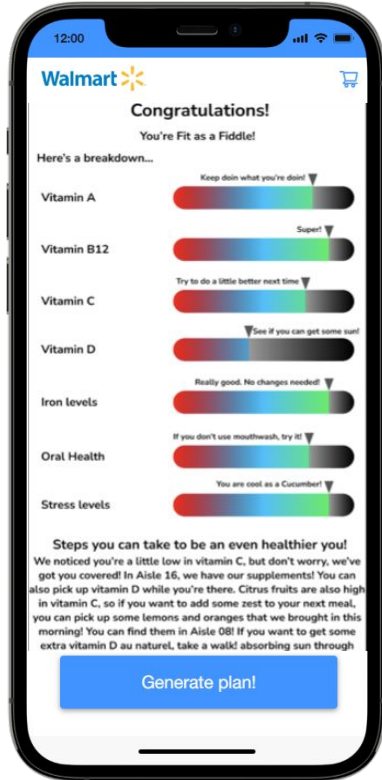 12:00
Walmart
Congratulations!
You're Fit as a Fiddle!
Here's a breakdown...
Keep doin what you're doin!
Vitamin A
Super!
Vitamin B12
Try to do a little better next time
Vitamin C
See if you can get some sun!
Vitamin D
Really good. No changes needed!
Iron levels
If you don't use mouthwash, try it!
Oral Health
You are cool as a Cucumber!
Stress levels
Steps you can take to be an even healthier you!
We noticed you're a little low in vitamin C, but don't worry, we've
got you covered! In Aisle 16, we have our supplements! You can
also pick up vitamin D while you're there. Citrus fruits are also high
in vitamin C, so if you want to add some zest to your next meal,
you can pick up some lemons and oranges that we brought in this
morning! You can find them in Aisle 08! If you want to get some
extra vitamin D au naturel, take a walk! absorbing sun through
Generate plan!